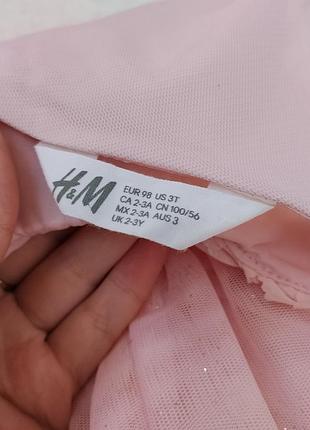 H&M
EUR 98 US 3T
CA 2-3A CN 100/56
MX 2-3A AUS 3
UK 2-3Y